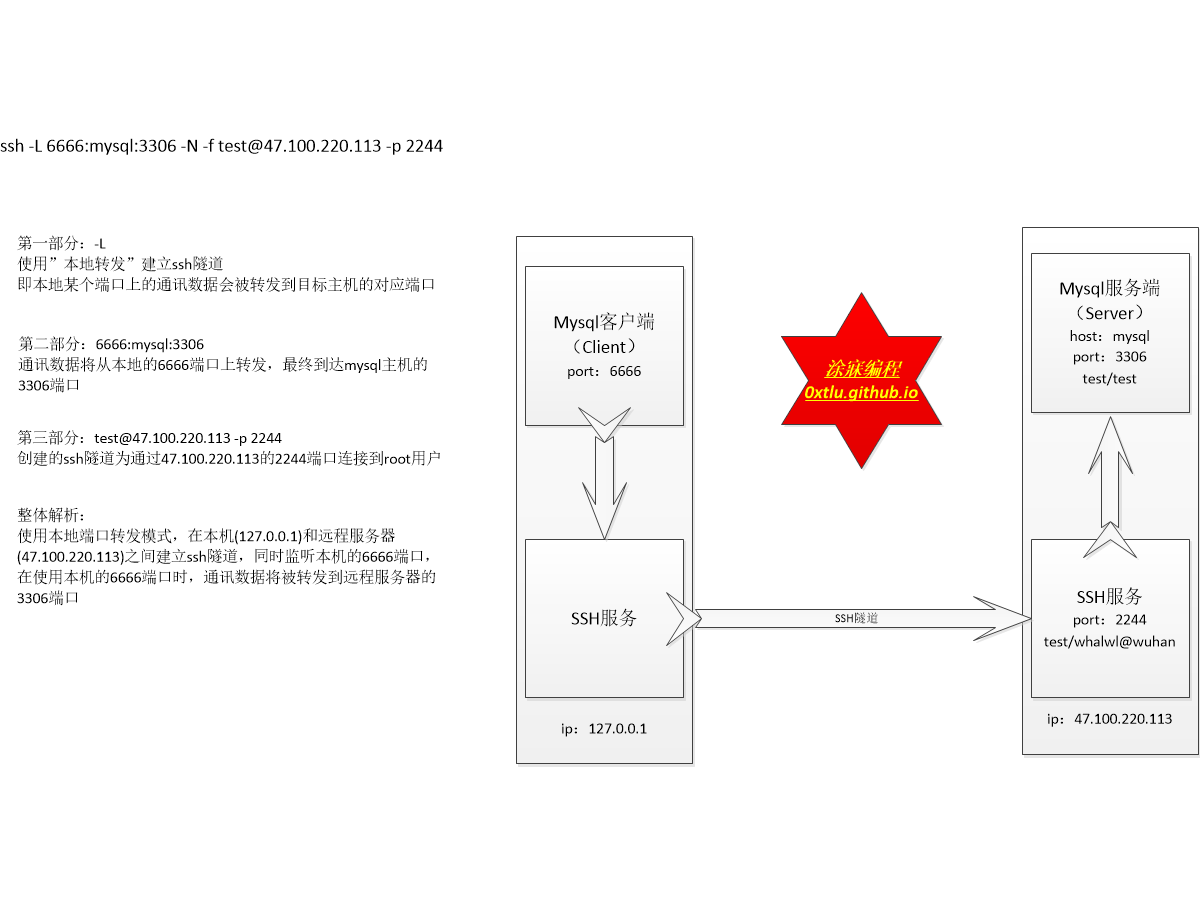 ssh -L 6666:mysql:3306 -N -f test@47.100.220.113 -p 2244
第一部分：-L
使用”本地转发”建立ssh隧道
即本地某个端口上的通讯数据会被转发到目标主机的对应端口
第二部分：6666:mysql:3306
通讯数据将从本地的6666端口上转发，最终到达mysql主机的
3306端口
第三部分：test@47.100.220.113 -p 2244
创建的ssh隧道为通过47.100.220.113的2244端口连接到root用户
整体解析：
使用本地端口转发模式，在本机(127.0.0.1)和远程服务器
(47.100.220.113)之间建立ssh隧道，同时监听本机的6666端口，
在使用本机的6666端口时，通讯数据将被转发到远程服务器的
3306端口
Mysql客户端
（Client）
port：6666
SSH服务
ip：127.0.0.1
涂寐编程
0xtlu.github.io
SSH隧道
Mysql服务端
（Server）
host：mysql
port：3306
test/test
SSH服务
port：2244
test/whalwl@wuhan
ip：47.100.220.113